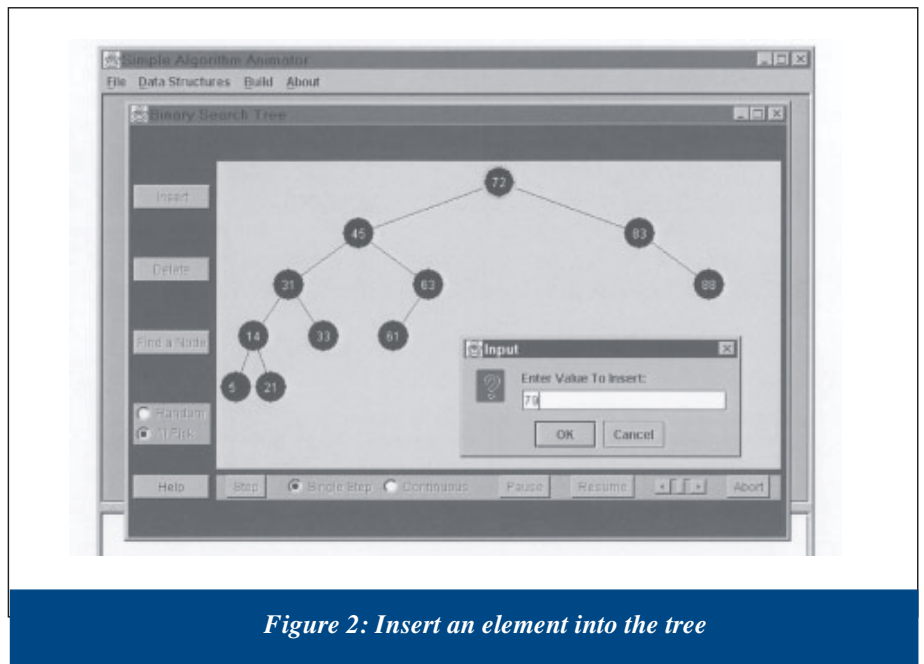 Simple Algorithm Animator
File Data Structures Build About
Binary Search Tree
Insert
72
45
83
Delete
31
63
88
Find a Node
14
33
61
Input
Enter Value To Insert:
79
5
21
Random
OK Cancel
Help Step Single Step Continuous Pause Resume Abort
Figure 2: Insert an element into the tree